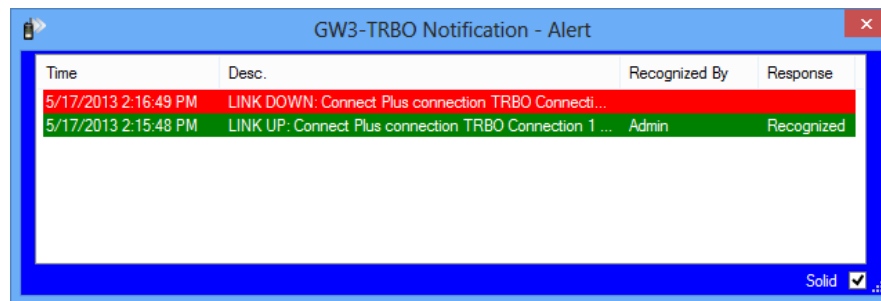 GW3-TRBO Notification - Alert
Time Desc. Recognized By Response
5/17/2013 2:16:49 PM LINK DOWN: Connect Plus connection TRBO Connecti...
5/17/2013 2:15:48 PM LINK UP: Connect Plus connection TRBO Connection 1 ... Admin Recognized
Solid